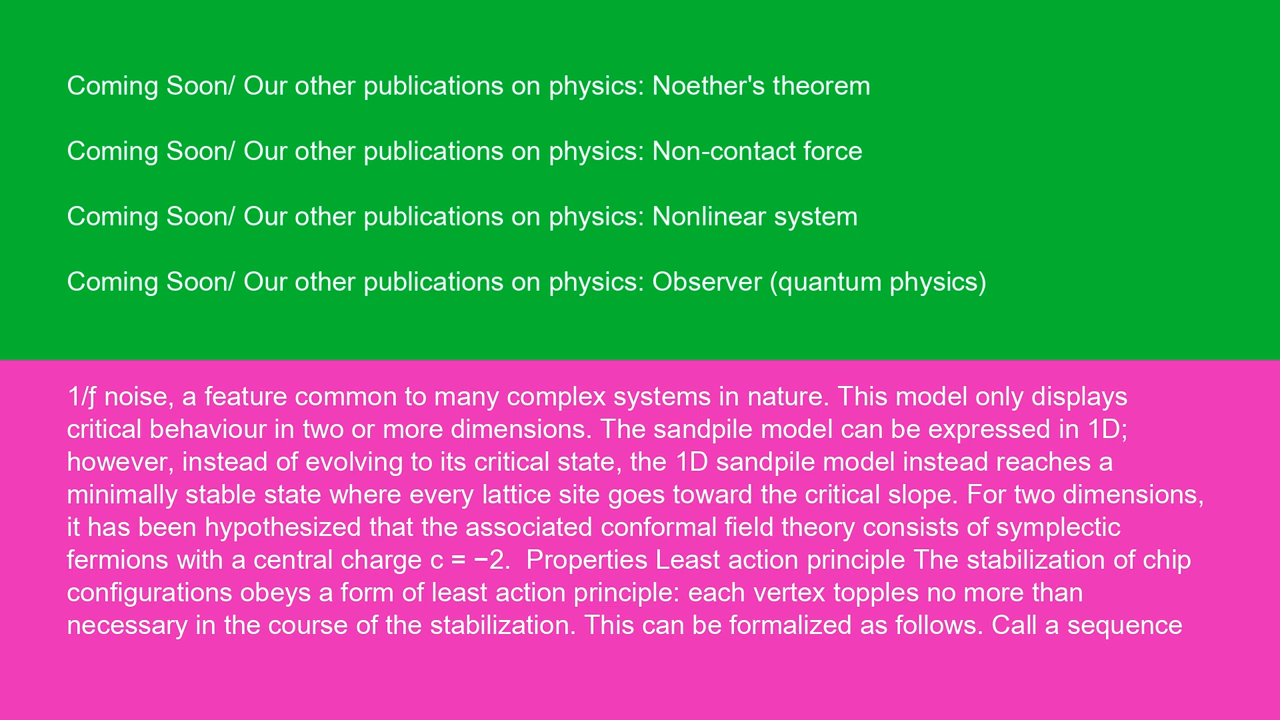 Coming Soon/ Our other publications on physics: Noether's theorem
Coming Soon/ Our other publications on physics: Non-contact force
Coming Soon/ Our other publications on physics: Nonlinear system
Coming Soon/ Our other publications on physics: Observer (quantum physics)
1/ƒ noise, a feature common to many complex systems in nature. This model only displays
critical behaviour in two or more dimensions. The sandpile model can be expressed in 1D;
however, instead of evolving to its critical state, the 1D sandpile model instead reaches a
minimally stable state where every lattice site goes toward the critical slope. For two dimensions,
it has been hypothesized that the associated conformal field theory consists of symplectic
fermions with a central charge c = −2.  Properties Least action principle The stabilization of chip
configurations obeys a form of least action principle: each vertex topples no more than
necessary in the course of the stabilization. This can be formalized as follows. Call a sequence